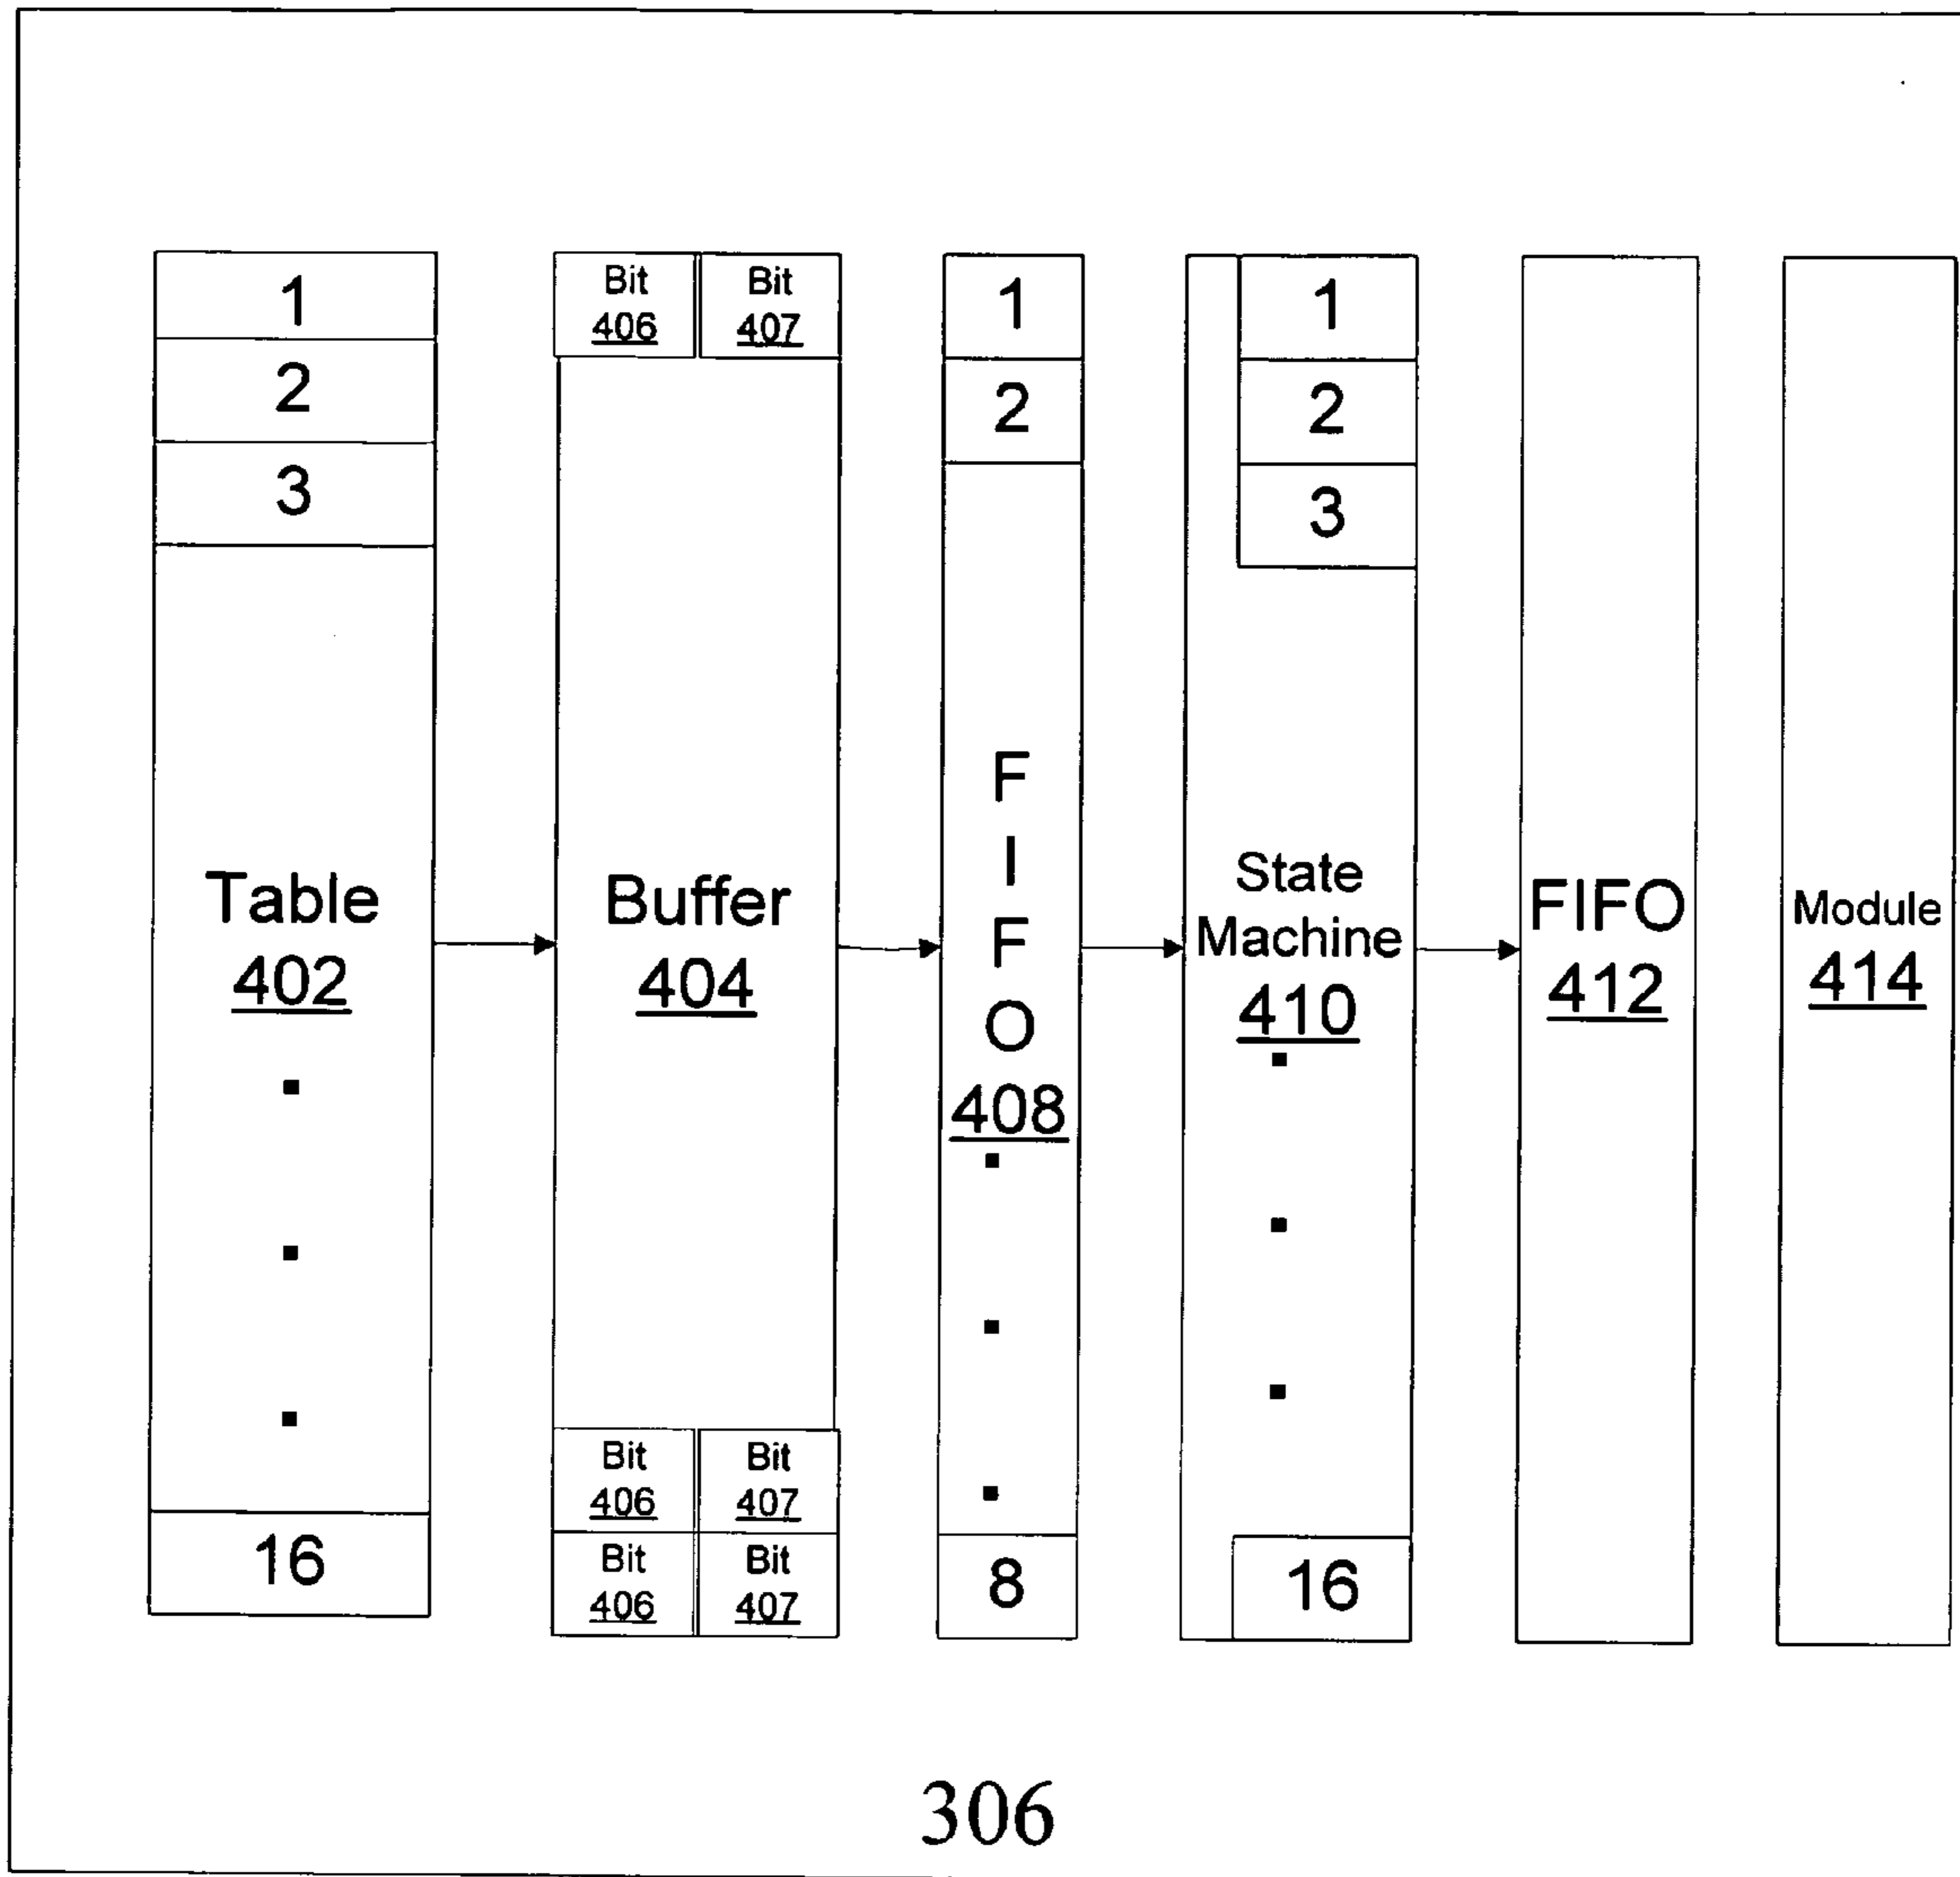 1
2
3
Table
402
16
Bit
406
Bit
407
Buffer
404
Bit
406
Bit
407
Bit
406
Bit
407
1
2
F
I
F
O
408
8
1
2
3
State
Machine
410
16
FIFO
412
Module
414
306